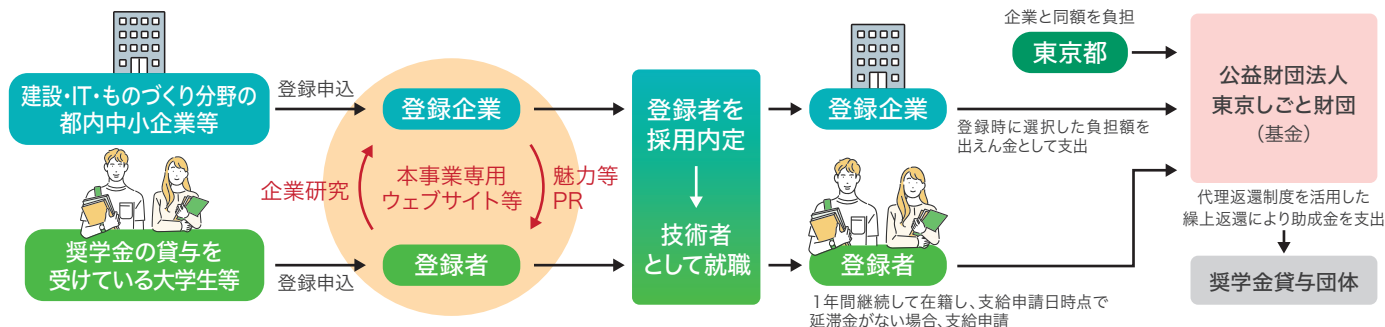 建設・IT・ものづくり分野の
都内中小企業等
登録申込
奨学金の貸与を
受けている大学生等
登録申込
登録企業
企業研究
本事業専用
ウェブサイト等
魅力等
PR
登録者
登録者を
採用内定
技術者
として就職
登録企業
登録時に選択した負担額を
出えん金として支出
登録者
1年間継続して在籍し、支給申請日時点で
延滞金がない場合、支給申請
企業と同額を負担
東京都
公益財団法人
東京しごと財団
（基金）
代理返還制度を活用した
繰上返還により助成金を支出
奨学金貸与団体